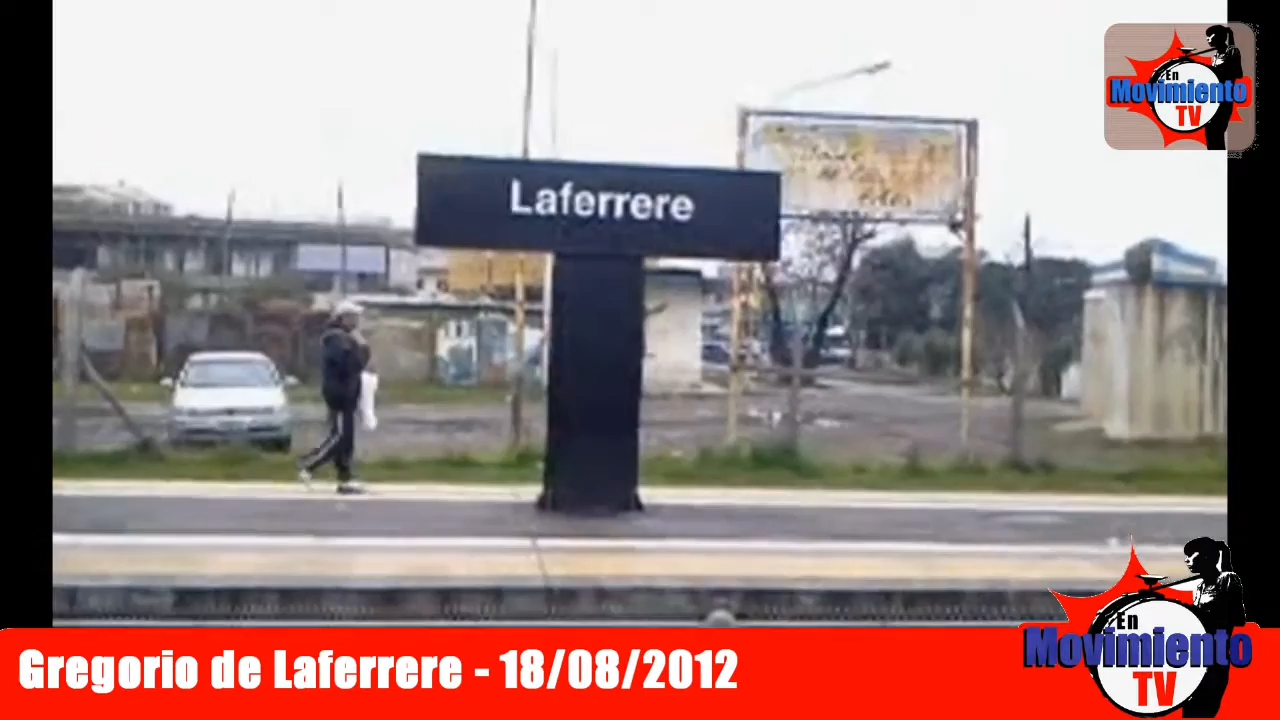 En
Movimiento
TV
Laferrere
Gregorio de Laferrere - 18/08/2012
En
Movimiento
TV